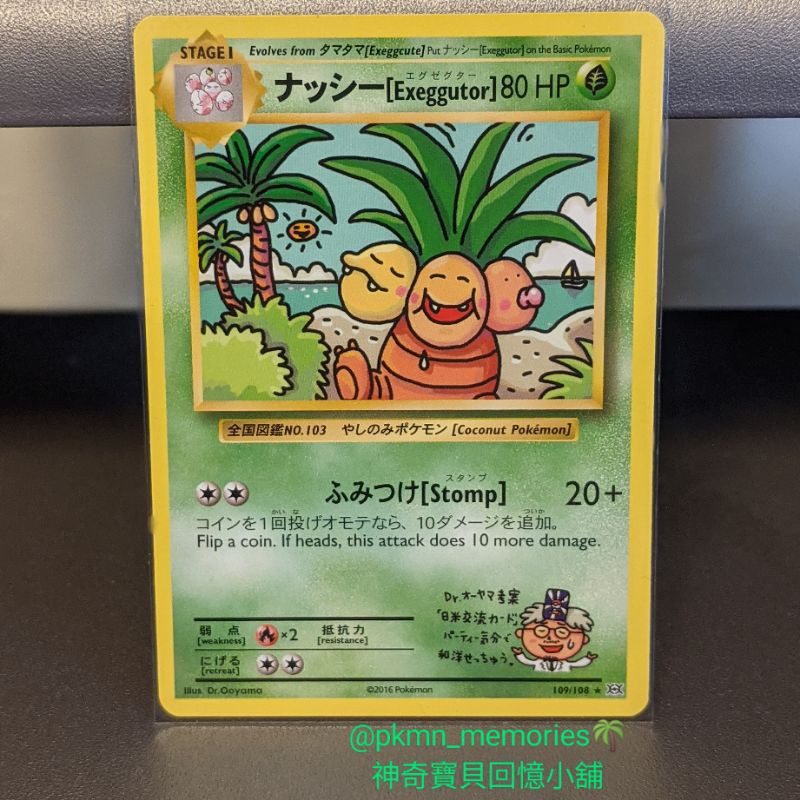 STAGE1 Evolves from タマタマ[Exeggcute] Put ナッシー[Exeggutor] on the Basic Pokémon
エグゼグター
ナッシー[Exeggutor] 80 HP
全国図鑑NO.103 やしのみポケモン [Coconut Pokémon]
スタンプ
ふみつけ[Stomp] 20+
かい な ついか
コインを1回投げオモテなら、10ダメージを追加。
Flip a coin. If heads, this attack does 10 more damage.
Dr.オーヤマ考案
「日米交流カード」
パーティー気分で
和洋せっちゅう。
弱点 ×2 抵抗力
[weakness] [resistance]
にげる
[retreat]
Illus. Dr.Ooyama ©2016 Pokémon 109/108 ★
@pkmn_memories🌴
神奇寶貝回憶小舖